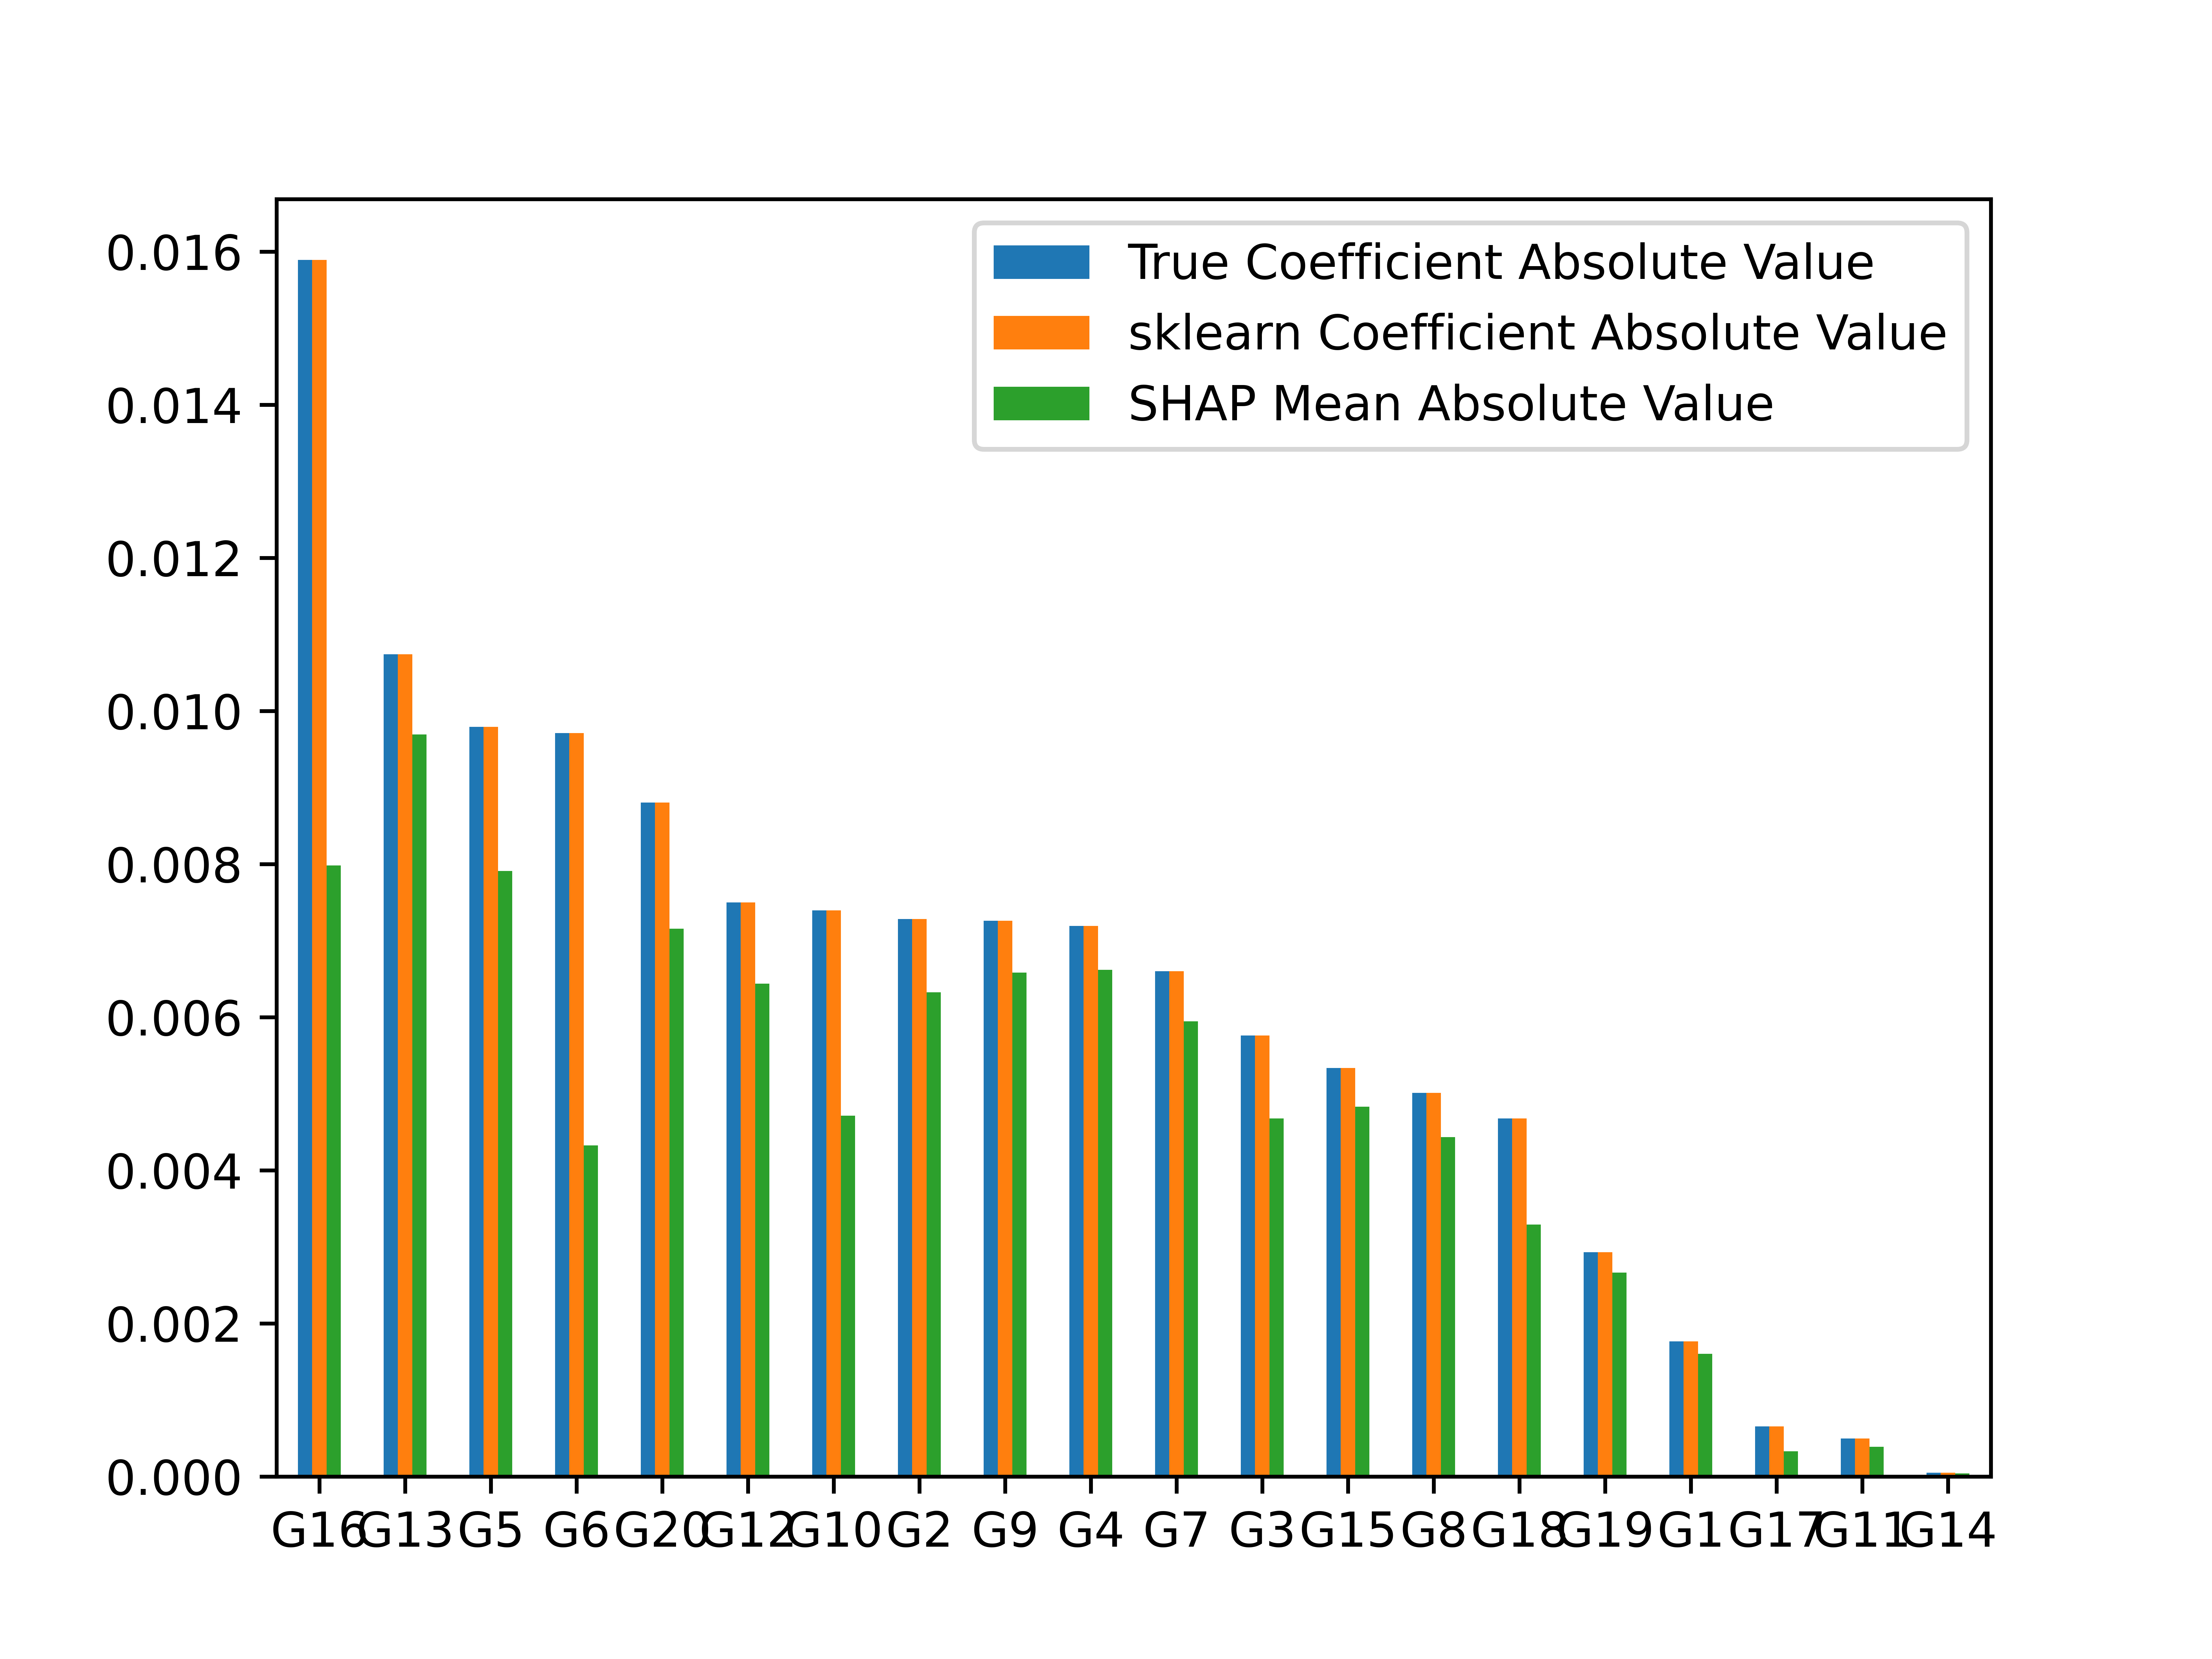 0.016
0.014
0.012
0.010
0.008
0.006
0.004
0.002
0.000
True Coefficient Absolute Value
sklearn Coefficient Absolute Value
SHAP Mean Absolute Value
G16 G13 G5 G6 G20 G12 G10 G2 G9 G4 G7 G3 G15 G8 G18 G19 G1 G17 G11 G14